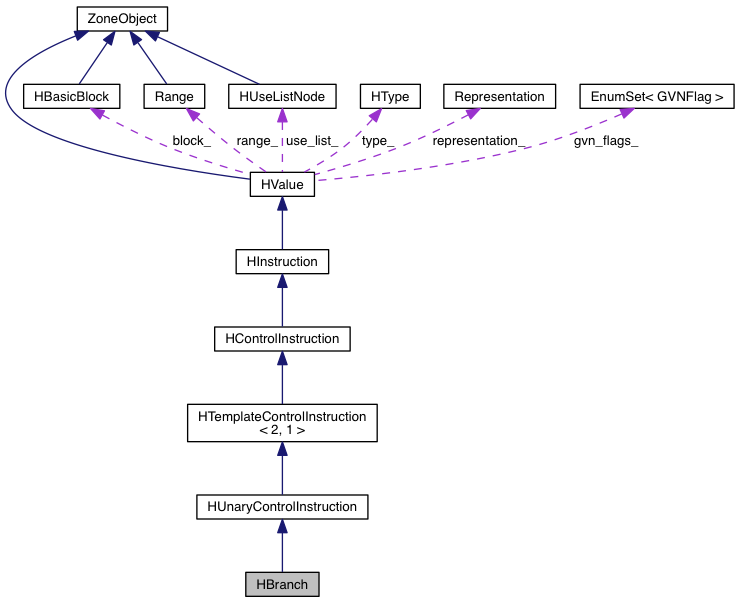 ZoneObject
HBasicBlock
Range
HUseListNode
HType
Representation
EnumSet< GVNFlag >
block_
range_
use_list_
type_
representation_
gvn_flags_
HValue
HInstruction
HControlInstruction
HTemplateControlInstruction
< 2, 1 >
HUnaryControlInstruction
HBranch